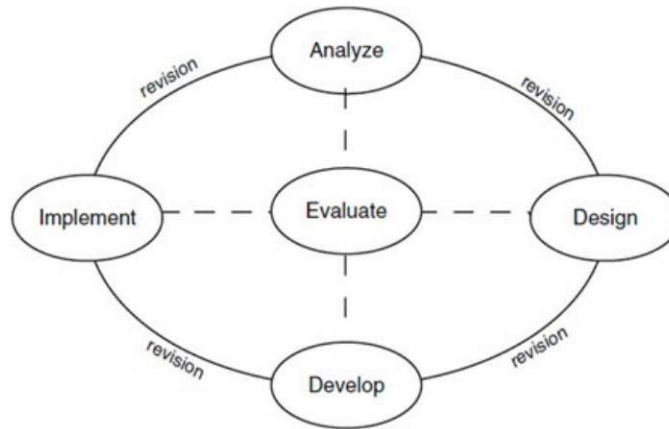 Analyze
revision
revision
Implement
Evaluate
Design
revision
revision
Develop